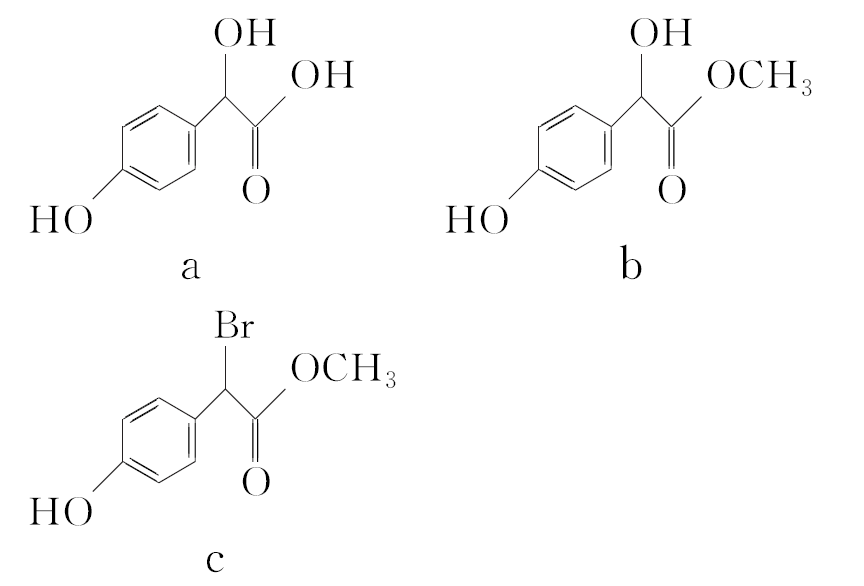 OH OH
OH OCH₃
O O
HO HO
a b
Br
OCH₃
O
HO
c